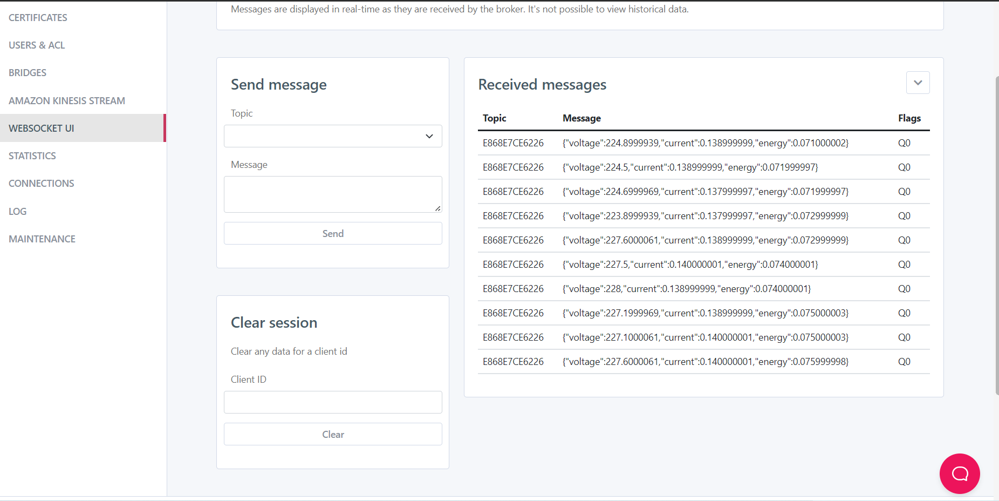 Messages are displayed in real-time as they are received by the broker. It's not possible to view historical data.
CERTIFICATES
USERS & ACL
BRIDGES
AMAZON KINESIS STREAM
WEBSOCKET UI
STATISTICS
CONNECTIONS
LOG
MAINTENANCE
Send message
Topic
Message
Send
Clear session
Clear any data for a client id
Client ID
Clear
Received messages
Topic Message Flags
E868E7CE6226 {"voltage":224.8999939,"current":0.138999999,"energy":0.071000002} Q0
E868E7CE6226 {"voltage":224.5,"current":0.138999999,"energy":0.071999997} Q0
E868E7CE6226 {"voltage":224.6999969,"current":0.137999997,"energy":0.071999997} Q0
E868E7CE6226 {"voltage":223.8999939,"current":0.137999997,"energy":0.072999999} Q0
E868E7CE6226 {"voltage":227.6000061,"current":0.138999999,"energy":0.072999999} Q0
E868E7CE6226 {"voltage":227.5,"current":0.140000001,"energy":0.074000001} Q0
E868E7CE6226 {"voltage":228,"current":0.138999999,"energy":0.074000001} Q0
E868E7CE6226 {"voltage":227.1999969,"current":0.138999999,"energy":0.075000003} Q0
E868E7CE6226 {"voltage":227.1000061,"current":0.140000001,"energy":0.075000003} Q0
E868E7CE6226 {"voltage":227.6000061,"current":0.140000001,"energy":0.075999998} Q0